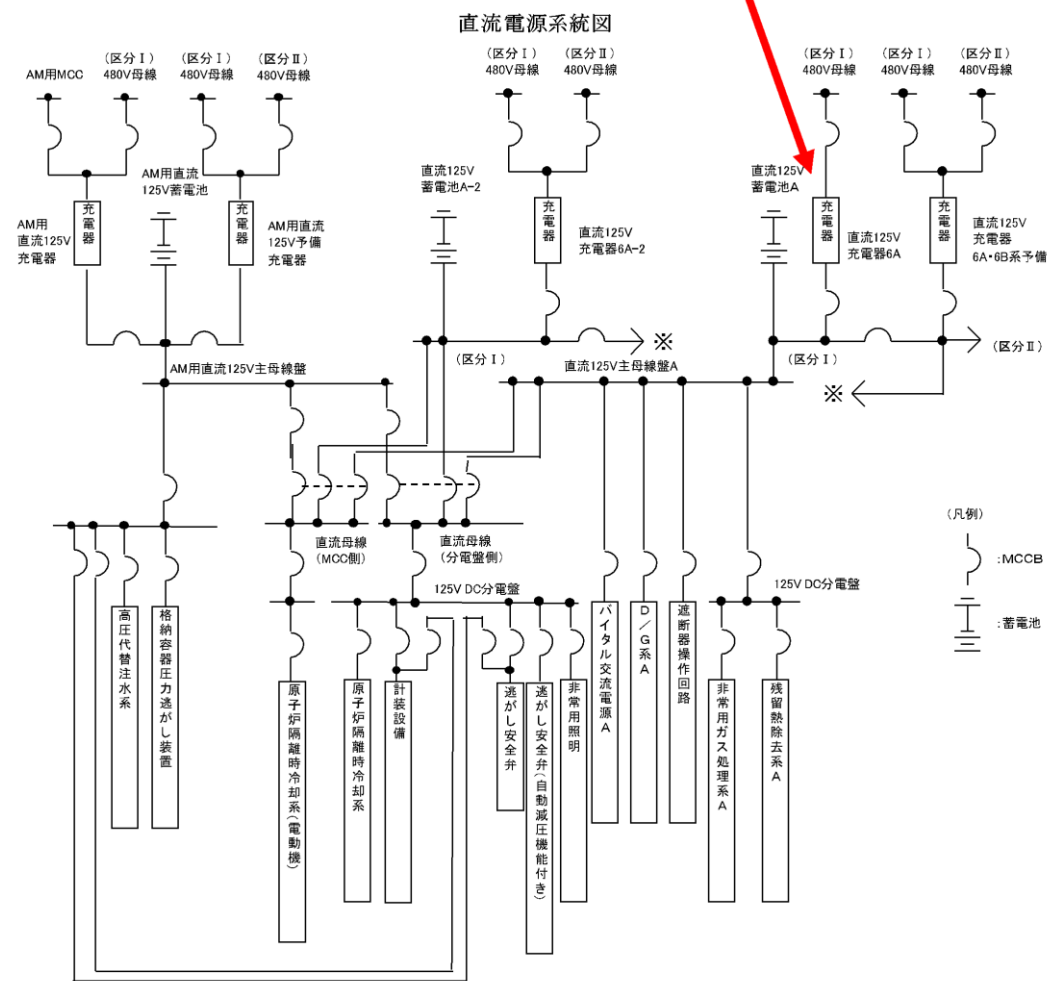 直流電源系統図
AM用MCC
(区分Ⅰ)
480V母線
(区分Ⅰ)
480V母線
(区分Ⅱ)
480V母線
(区分Ⅰ)
480V母線
(区分Ⅱ)
480V母線
(区分Ⅰ)
480V母線
(区分Ⅰ)
480V母線
(区分Ⅱ)
480V母線
AM用
直流125V
充電器
充電器
AM用直流
125V蓄電池
充電器
AM用直流
125V予備
充電器
直流125V
蓄電池A-2
充電器
直流125V
充電器6A-2
直流125V
蓄電池A
充電器
直流125V
充電器6A
充電器
直流125V
充電器
6A・6B系予備
※
(区分Ⅰ)
(区分Ⅰ)
(区分Ⅱ)
AM用直流125V主母線盤
直流125V主母線盤A
※
直流母線
(MCC側)
直流母線
(分電盤側)
125V DC分電盤
125V DC分電盤
高圧代替注水系
格納容器圧力逃がし装置
原子炉隔離時冷却系(電動機)
原子炉隔離時冷却系
計装設備
逃がし安全弁
逃がし安全弁(自動減圧機能付き)
非常用照明
バイタル交流電源A
D/G系A
遮断器操作回路
非常用ガス処理系A
残留熱除去系A
(凡例)
:MCCB
:蓄電池